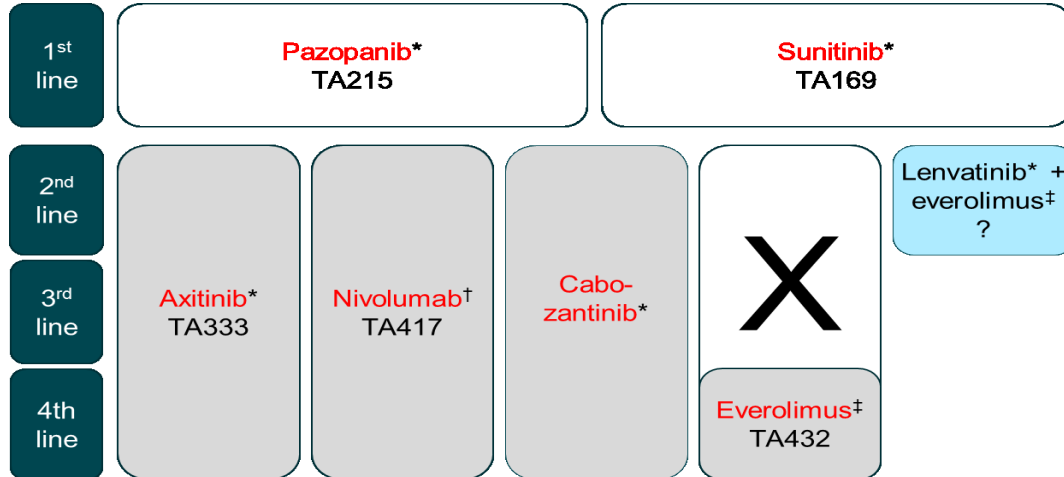 1st
line
Pazopanib*
TA215
Sunitinib*
TA169
2nd
line
Lenvatinib* +
everolimus‡
?
3rd
line
Axitinib*
TA333
Nivolumab†
TA417
Cabo-
zantinib*
X
4th
line
Everolimus‡
TA432